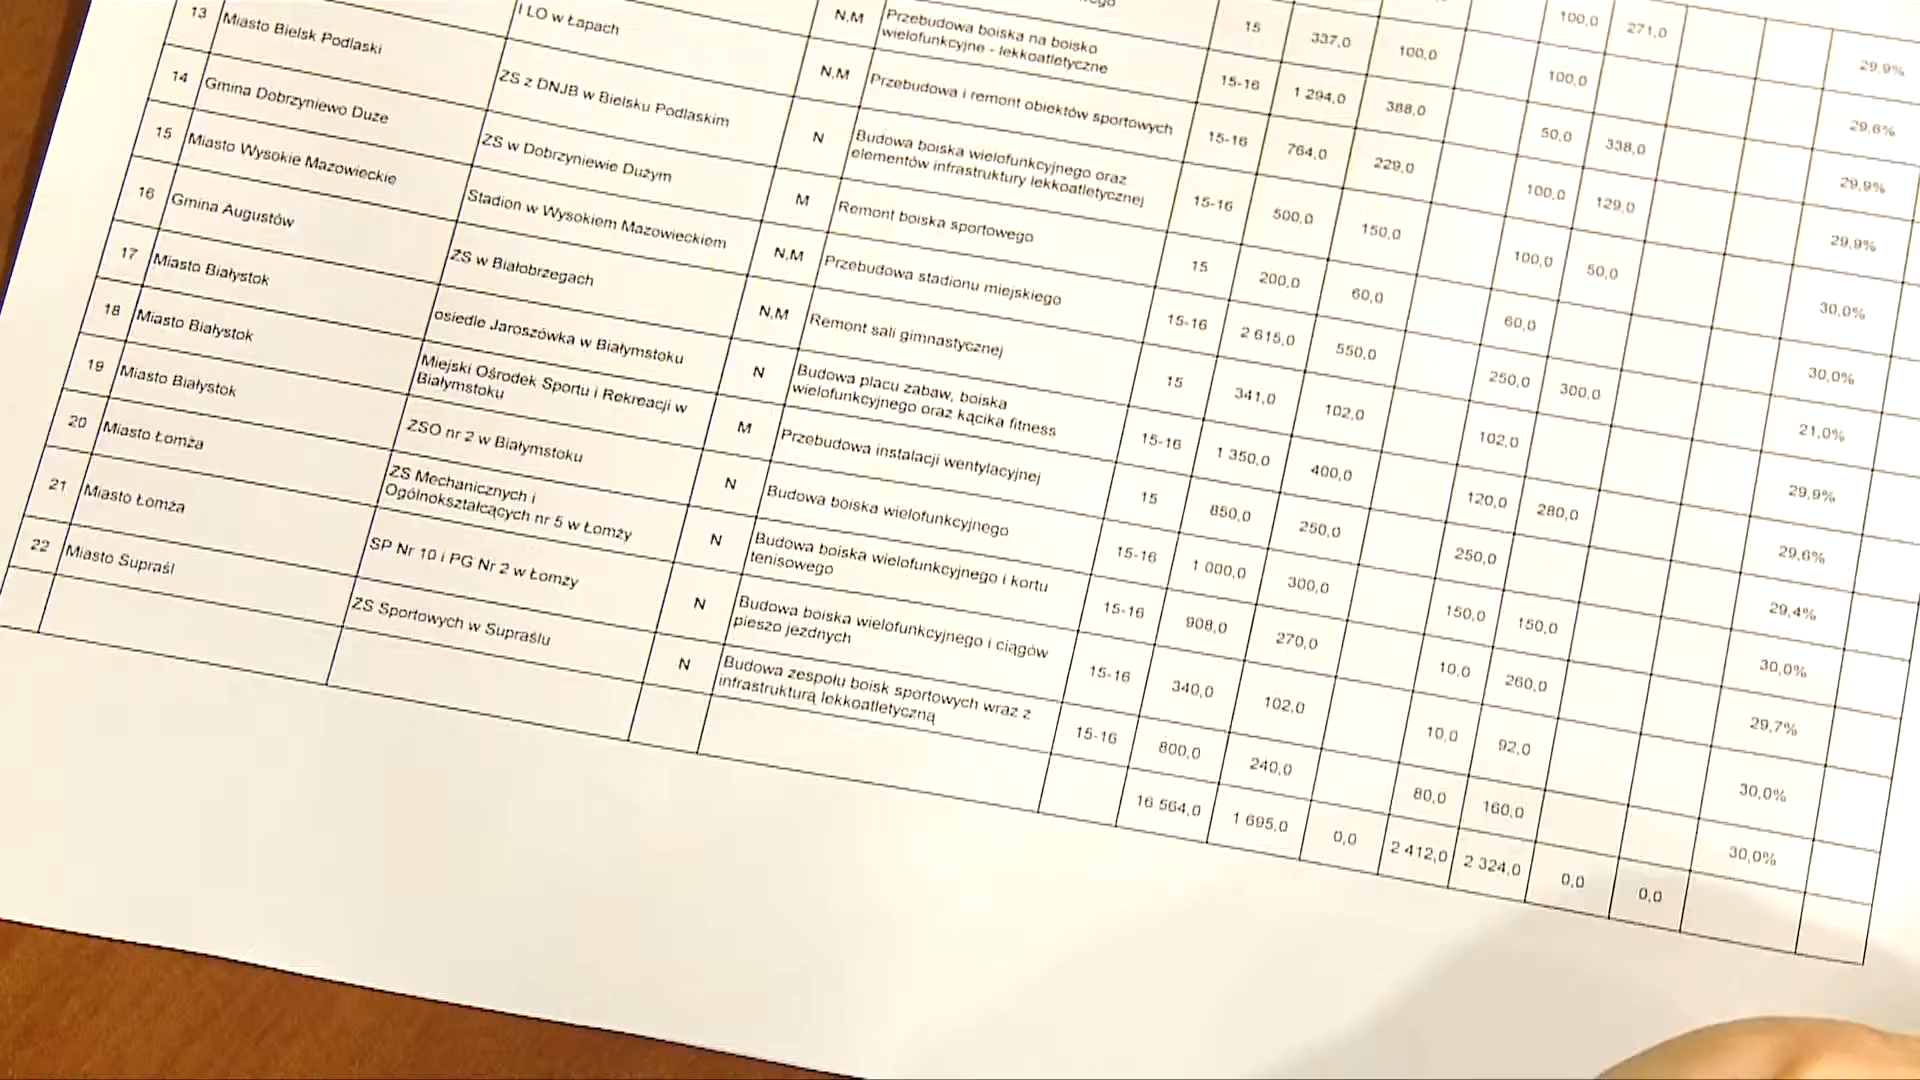 100,0 271,0 29,9%
15 337,0 100,0 100,0 29,6%
N,M Przebudowa boiska na boisko
wielofunkcyjne - lekkoatletyczne 15-16 1 294,0 388,0 50,0 338,0 29,9%
I LO w Łapach N,M Przebudowa i remont obiektów sportowych 15-16 764,0 229,0 100,0 129,0 29,9%
13 Miasto Bielsk Podlaski ZS z DNJB w Bielsku Podlaskim N Budowa boiska wielofunkcyjnego oraz
elementów infrastruktury lekkoatletycznej 15-16 500,0 150,0 100,0 50,0 30,0%
14 Gmina Dobrzyniewo Duże ZS w Dobrzyniewie Dużym M Remont boiska sportowego 15 200,0 60,0 60,0 30,0%
15 Miasto Wysokie Mazowieckie Stadion w Wysokiem Mazowieckiem N,M Przebudowa stadionu miejskiego 15-16 2 615,0 550,0 250,0 300,0 21,0%
16 Gmina Augustów ZS w Białobrzegach N,M Remont sali gimnastycznej 15 341,0 102,0 102,0 29,9%
17 Miasto Białystok osiedle Jaroszówka w Białymstoku N Budowa placu zabaw, boiska
wielofunkcyjnego oraz kącika fitness 15-16 1 350,0 400,0 120,0 280,0 29,6%
18 Miasto Białystok Miejski Ośrodek Sportu i Rekreacji w
Białymstoku M Przebudowa instalacji wentylacyjnej 15 850,0 250,0 250,0 29,4%
19 Miasto Białystok ZSO nr 2 w Białymstoku N Budowa boiska wielofunkcyjnego 15-16 1 000,0 300,0 150,0 150,0 30,0%
20 Miasto Łomża ZS Mechanicznych i
Ogólnokształcących nr 5 w Łomży N Budowa boiska wielofunkcyjnego i kortu
tenisowego 15-16 908,0 270,0 10,0 260,0 29,7%
21 Miasto Łomża SP Nr 10 i PG Nr 2 w Łomzy N Budowa boiska wielofunkcyjnego i ciągów
pieszo jezdnych 15-16 340,0 102,0 10,0 92,0 30,0%
22 Miasto Supraśl ZS Sportowych w Supraślu N Budowa zespołu boisk sportowych wraz z
infrastrukturą lekkoatletyczną 15-16 800,0 240,0 80,0 160,0 30,0%
16 564,0 1 695,0 0,0 2 412,0 2 324,0 0,0 0,0